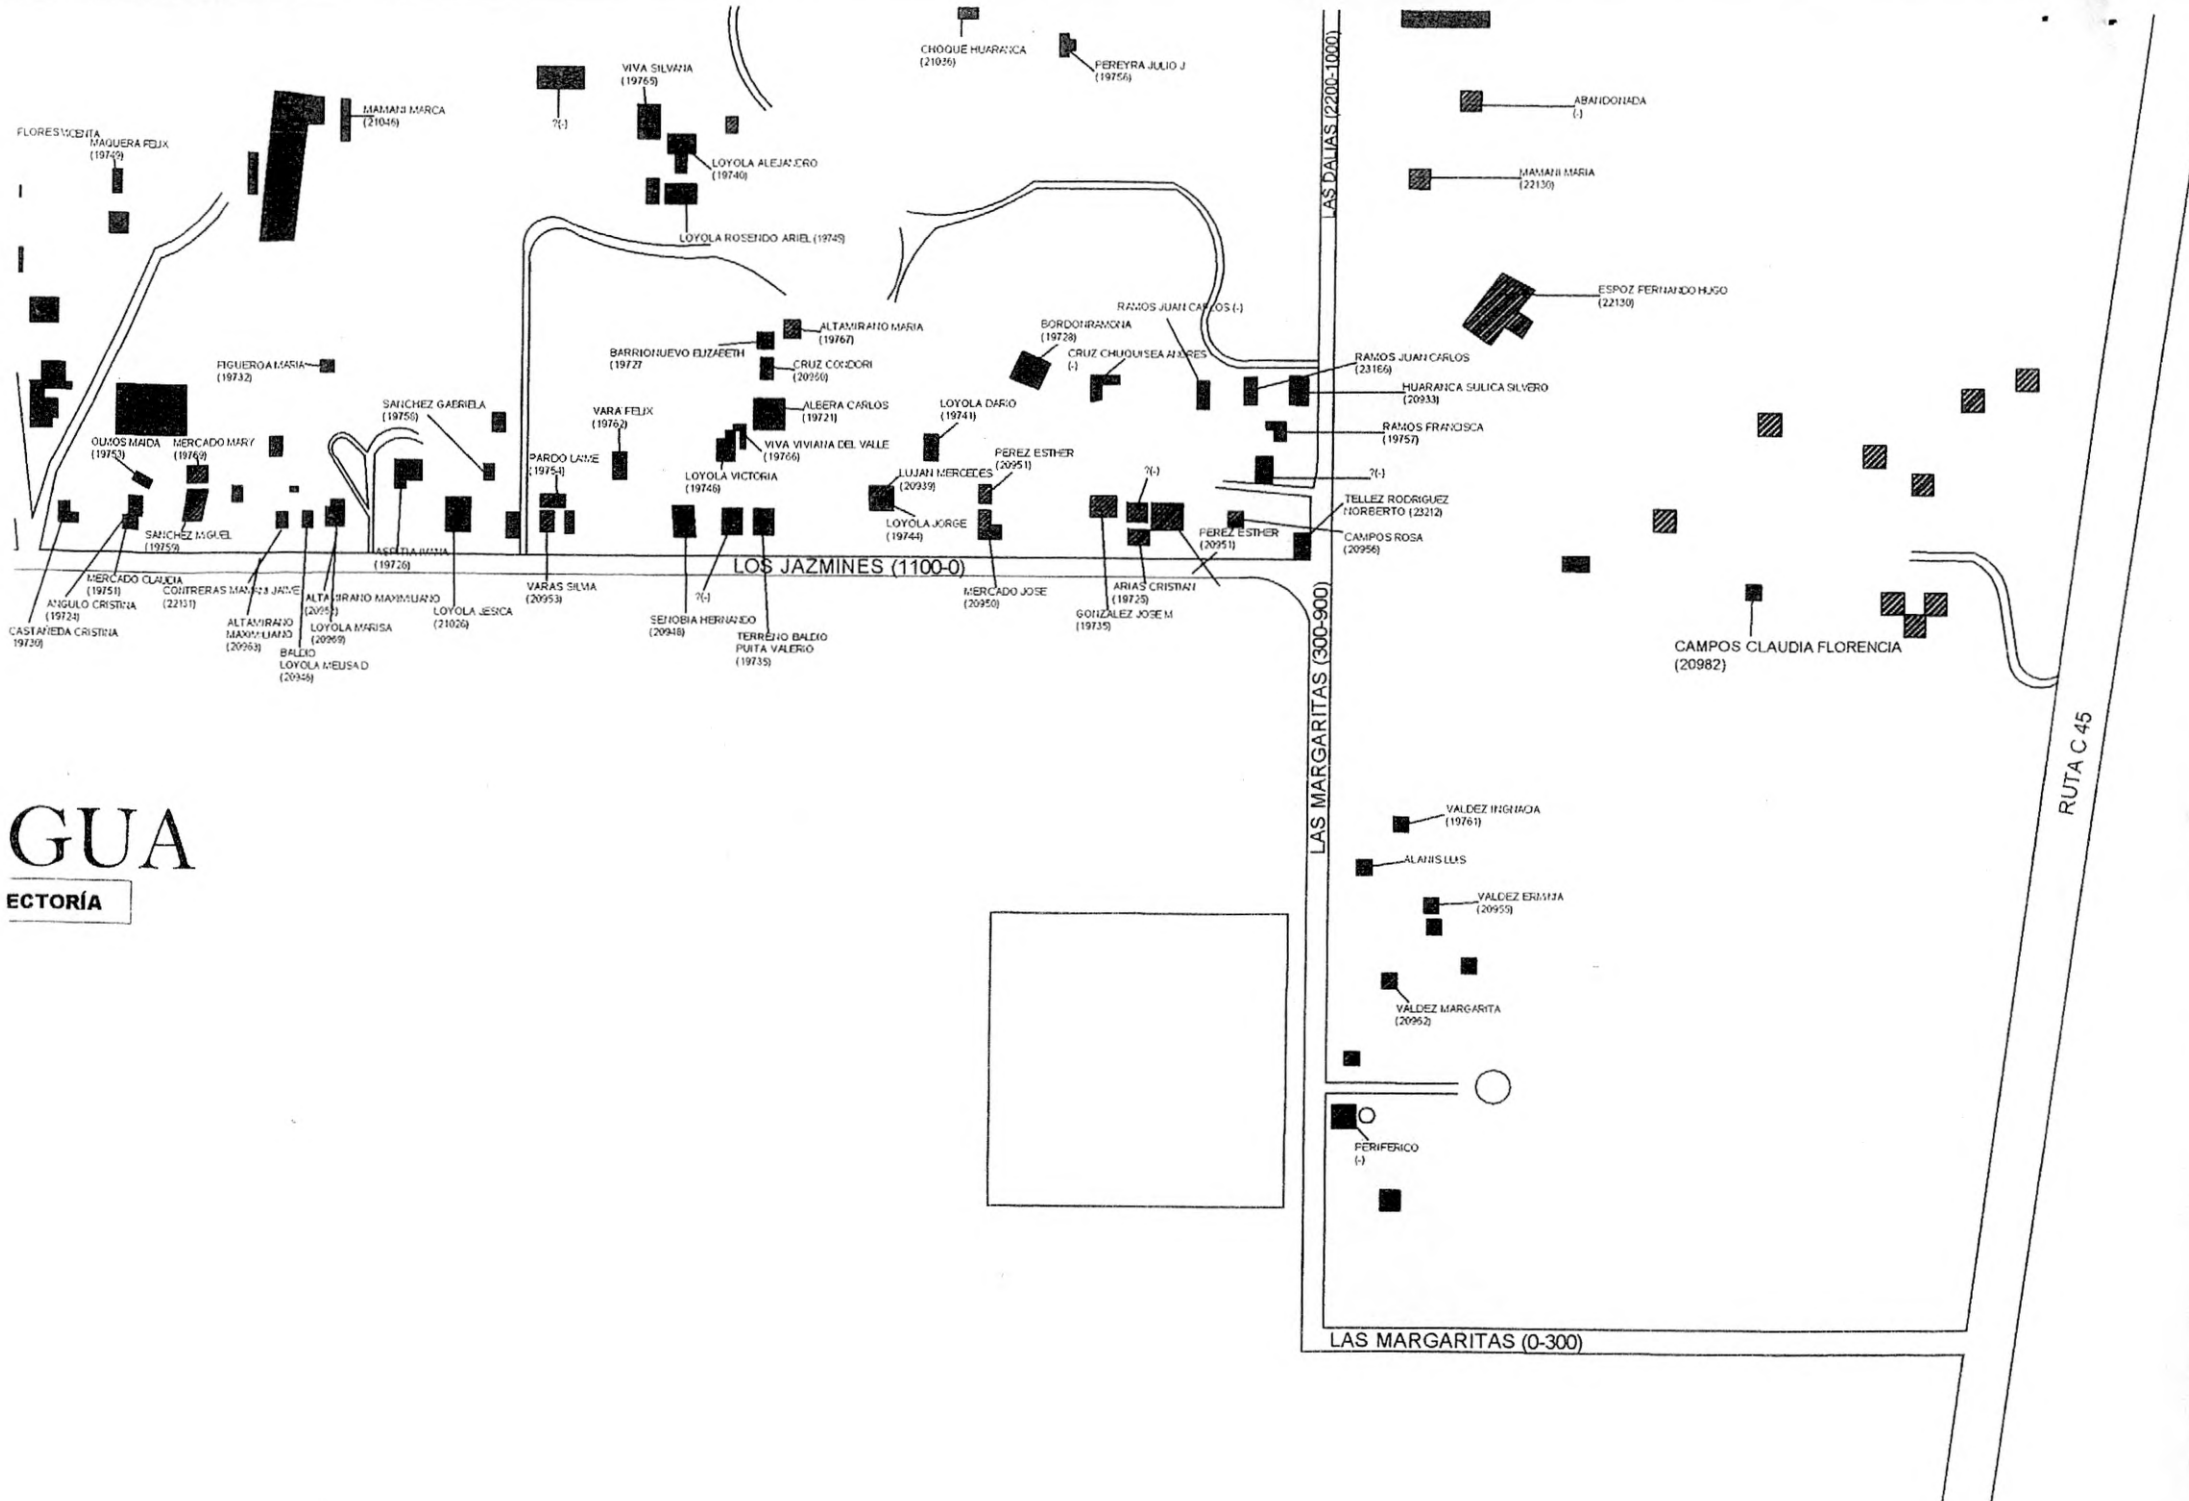 CHOQUE HUARANCA
(21036)
PEREYRA JULIO J
(19756)
VIVA SILVANA
(19765)
?(-)
MAMANI MARCA
(21046)
MAQUERA FELIX
(19749)
LOYOLA ALEJANDRO
(19740)
LOYOLA ROSENDO ARIEL (19745)
LAS DALIAS (2200-1000)
ABANDONADA
(-)
MAMANI MARIA
(22130)
ESPOZ FERNANDO HUGO
(22130)
RAMOS JUAN CARLOS (-)
BORDON RAMONA
(19728)
CRUZ CHUQUISEA ANDRES
(-)
ALTAMIRANO MARIA
(19767)
BARRIONUEVO ELIZABETH
(19727
CRUZ CONDORI
(20960)
ALBERA CARLOS
(19721)
VIVA VIVIANA DEL VALLE
(19766)
LOYOLA VICTORIA
(19746)
FIGUEROA MARIA
(19732)
SANCHEZ GABRIELA
(19758)
VARA FELIX
(19762)
PARDO LAIME
(19754)
LOYOLA DARIO
(19741)
PEREZ ESTHER
(20951)
LUJAN MERCEDES
(20939)
LOYOLA JORGE
(19744)
?(-)
RAMOS JUAN CARLOS
(23166)
HUARANCA SULICA SILVERO
(20933)
RAMOS FRANCISCA
(19757)
?(-)
TELLEZ RODRIGUEZ
NORBERTO (23212)
CAMPOS ROSA
(20956)
PEREZ ESTHER
(20951)
OLMOS MAIDA
(19753)
MERCADO MARY
(19769)
SANCHEZ MIGUEL
(19759)
(19726)
LOS JAZMINES (1100-0)
MERCADO CLAUDIA
(19751)
ANGULO CRISTINA
(19724)
CASTAÑEDA CRISTINA
19730)
CONTRERAS MAMANI JAIME
(22131)
ALTAMIRANO
MAXIMILIANO
(20963)
BALDIO
LOYOLA MELISA D
(20946)
ALTAMIRANO MAXIMILIANO
LOYOLA MARISA
(20969)
LOYOLA JESICA
(21026)
VARAS SILVIA
(20953)
SENOBIA HERNANDO
(20948)
?(-)
TERRENO BALDIO
PUITA VALERIO
(19735)
MERCADO JOSE
(20950)
ARIAS CRISTIAN
(19725)
GONZALEZ JOSE M
(19735)
LAS MARGARITAS (300-900)
CAMPOS CLAUDIA FLORENCIA
(20982)
RUTA C 45
GUA
ECTORÍA
VALDEZ INGNACIA
(19761)
ALANIS LUIS
VALDEZ ERMINIA
(20955)
VALDEZ MARGARITA
(20962)
PERIFERICO
(-)
LAS MARGARITAS (0-300)